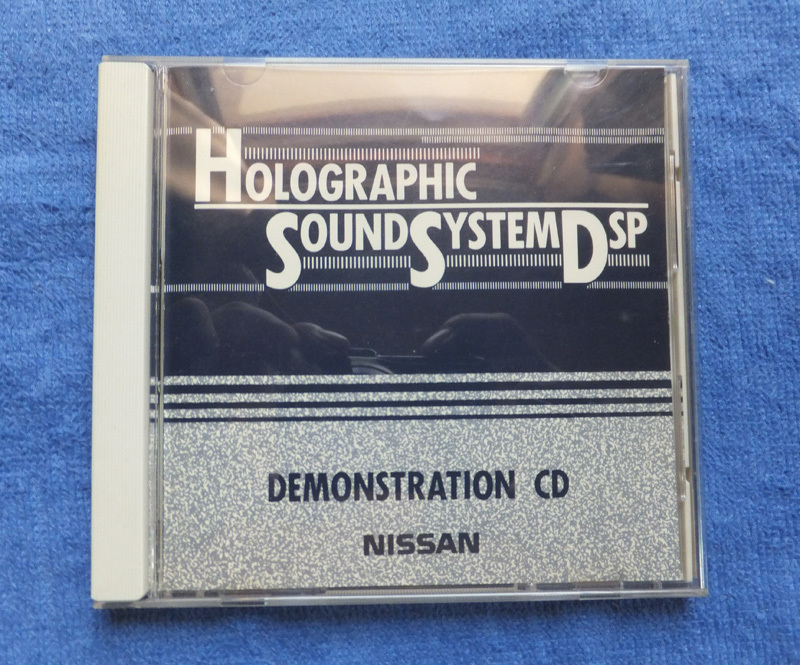 HOLOGRAPHIC
SOUNDSYSTEMDSP
DEMONSTRATION CD
NISSAN